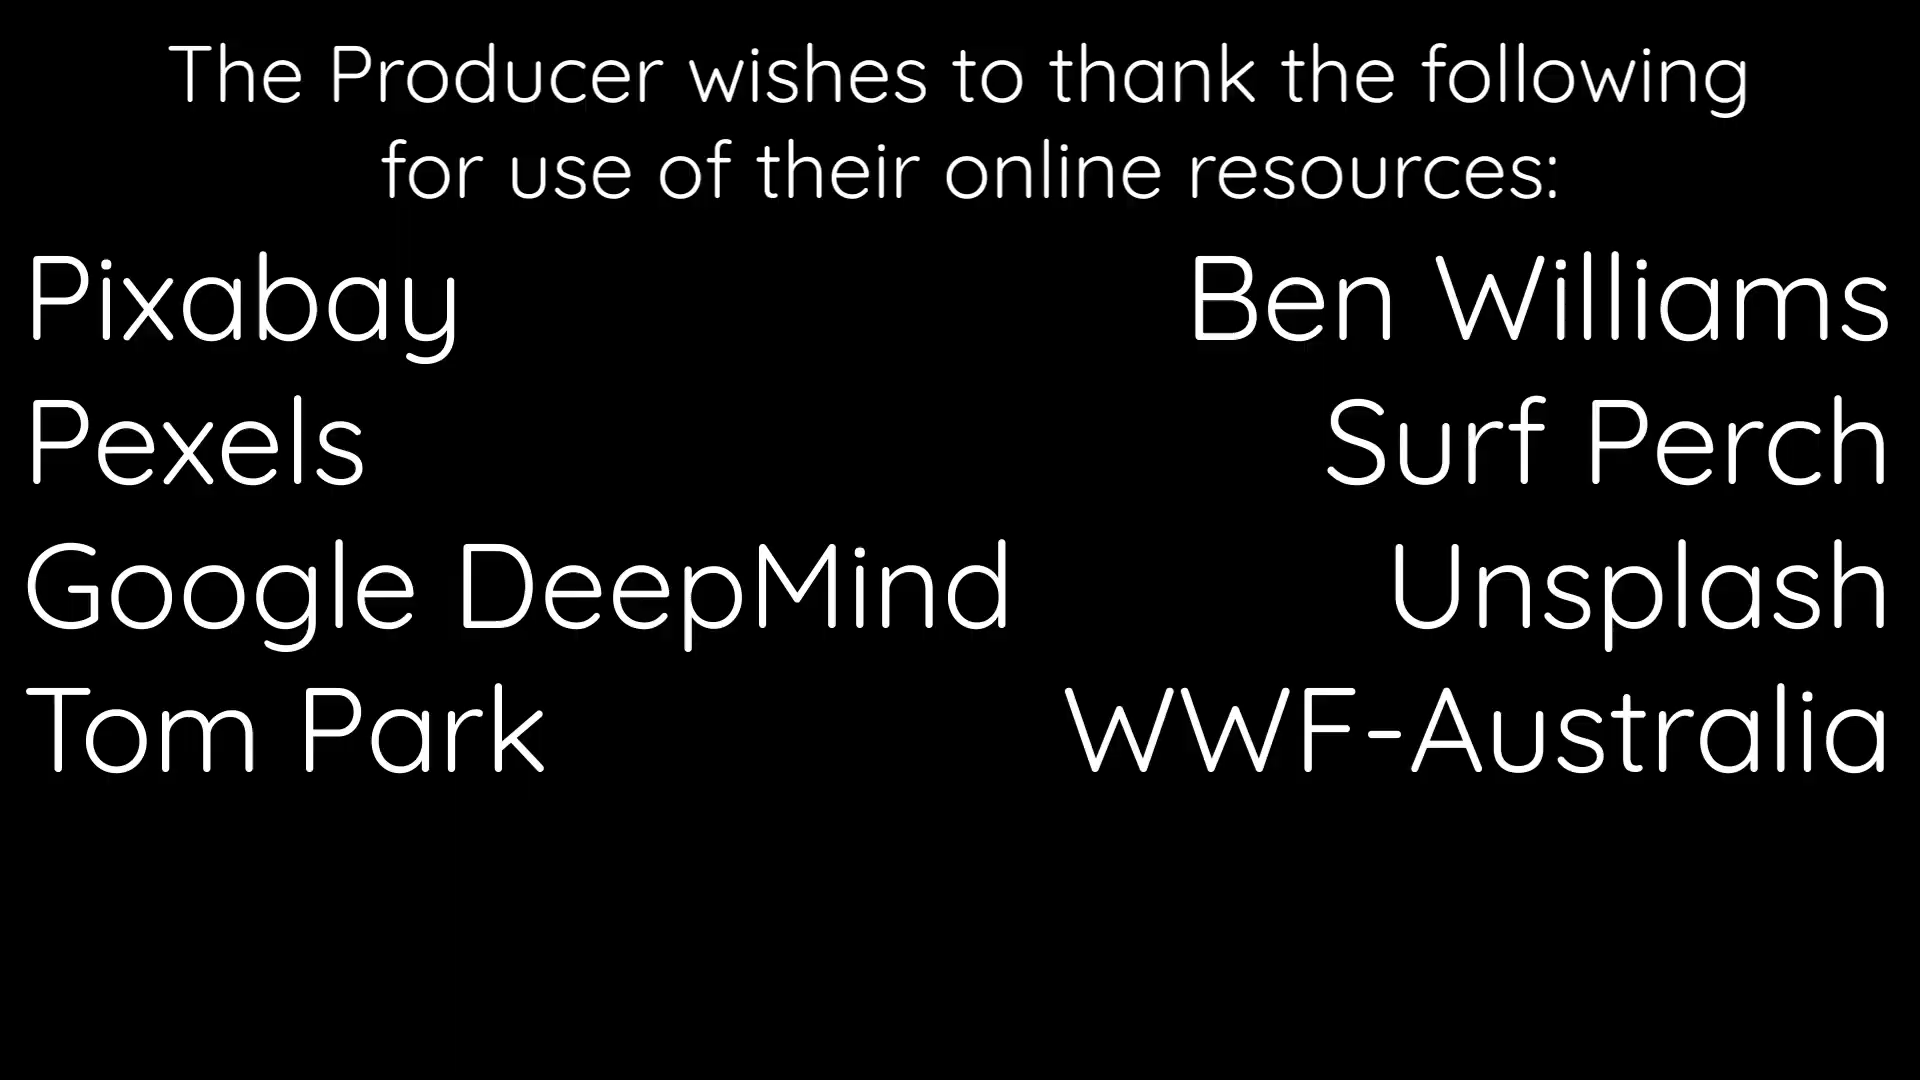 The Producer wishes to thank the following
for use of their online resources:
Pixabay
Ben Williams
Pexels
Surf Perch
Google DeepMind
Unsplash
Tom Park
WWF-Australia